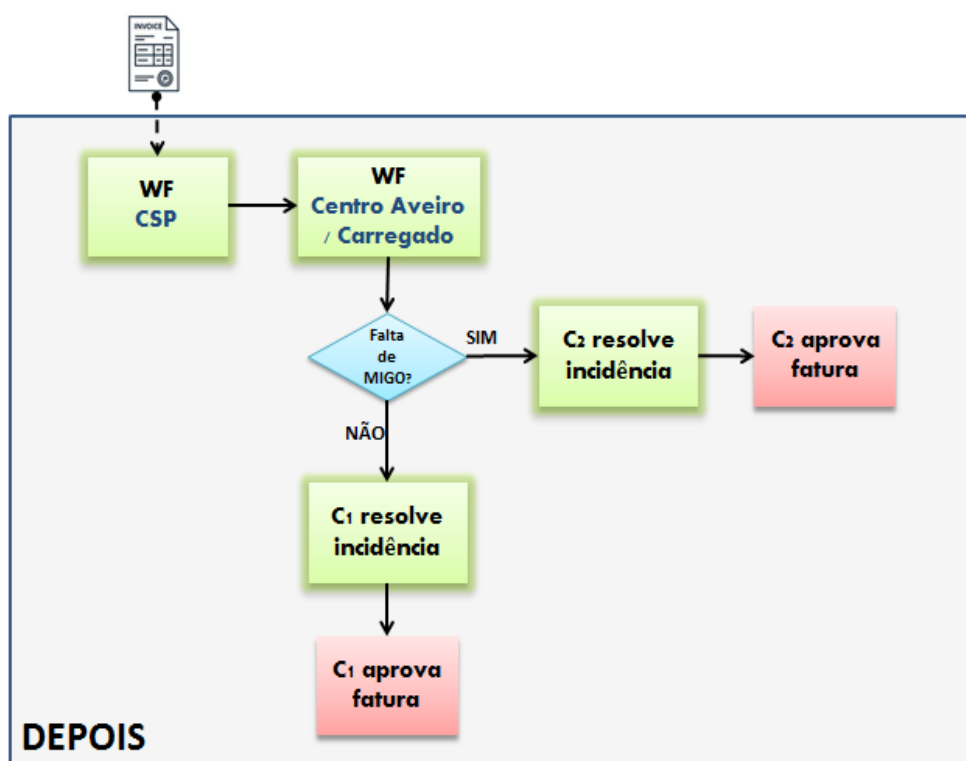 INVOICE
WF
CSP
WF
Centro Aveiro
/ Carregado
Falta
de
MIGO?
SIM
C2 resolve
incidência
C2 aprova
fatura
NÃO
C1 resolve
incidência
C1 aprova
fatura
DEPOIS